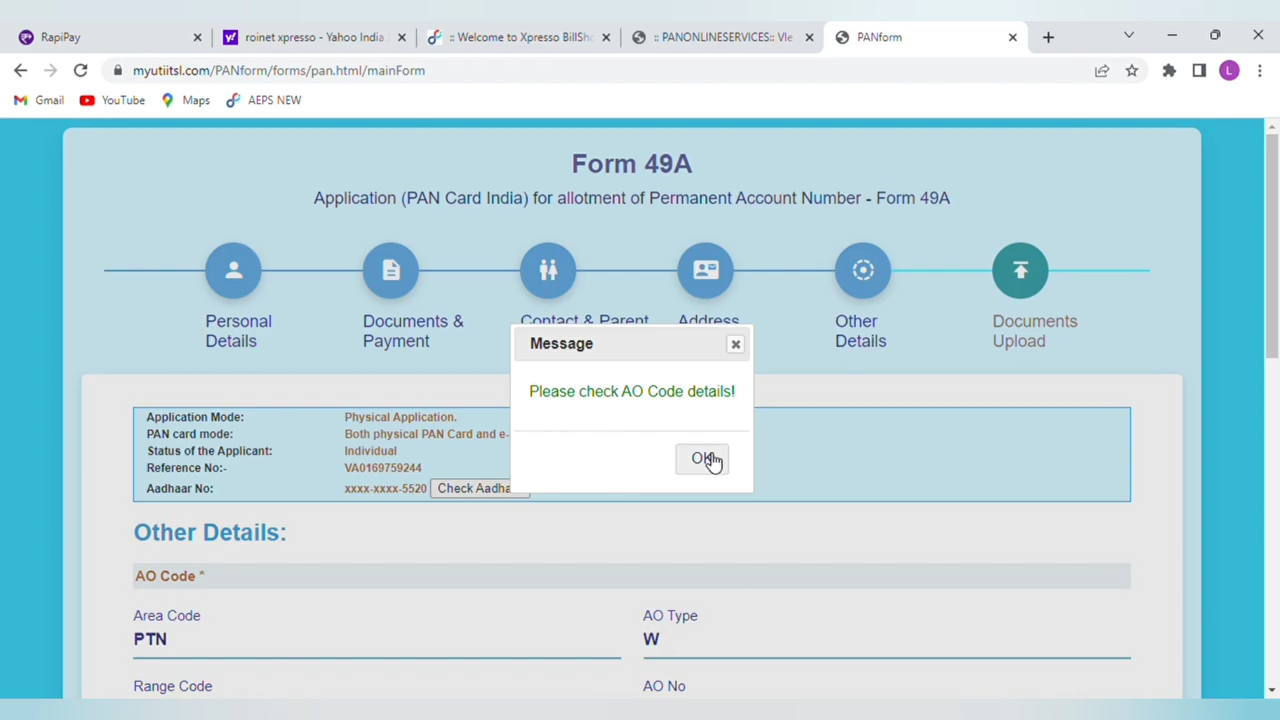 RapiPay
roinet xpresso - Yahoo India
:: Welcome to Xpresso BillSh
:: PANONLINESERVICES:: Vle
PANform
myutiitsl.com/PANform/forms/pan.html/mainForm
L
Gmail
YouTube
Maps
AEPS NEW
Form 49A
Application (PAN Card India) for allotment of Permanent Account Number - Form 49A
Personal
Details
Documents &
Payment
Contact & Parent
Address
Other
Details
Documents
Upload
Message
Please check AO Code details!
OK
Application Mode: Physical Application.
PAN card mode: Both physical PAN Card and e-
Status of the Applicant: Individual
Reference No:- VA0169759244
Aadhaar No: xxxx-xxxx-5520 Check Aadha
Other Details:
AO Code *
Area Code
PTN
AO Type
W
Range Code
AO No